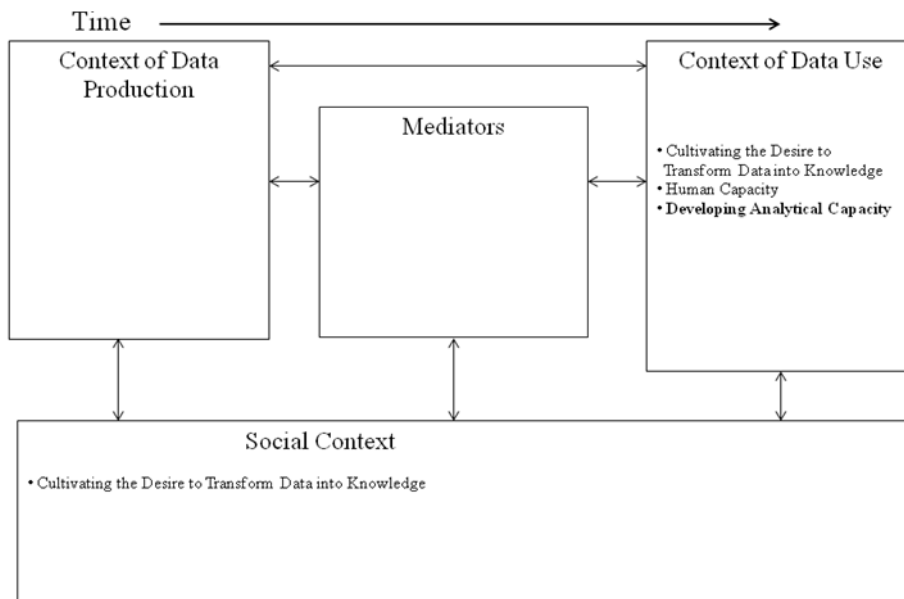 Time
Context of Data
Production
Mediators
Context of Data Use
• Cultivating the Desire to
Transform Data into Knowledge
• Human Capacity
• Developing Analytical Capacity
Social Context
• Cultivating the Desire to Transform Data into Knowledge